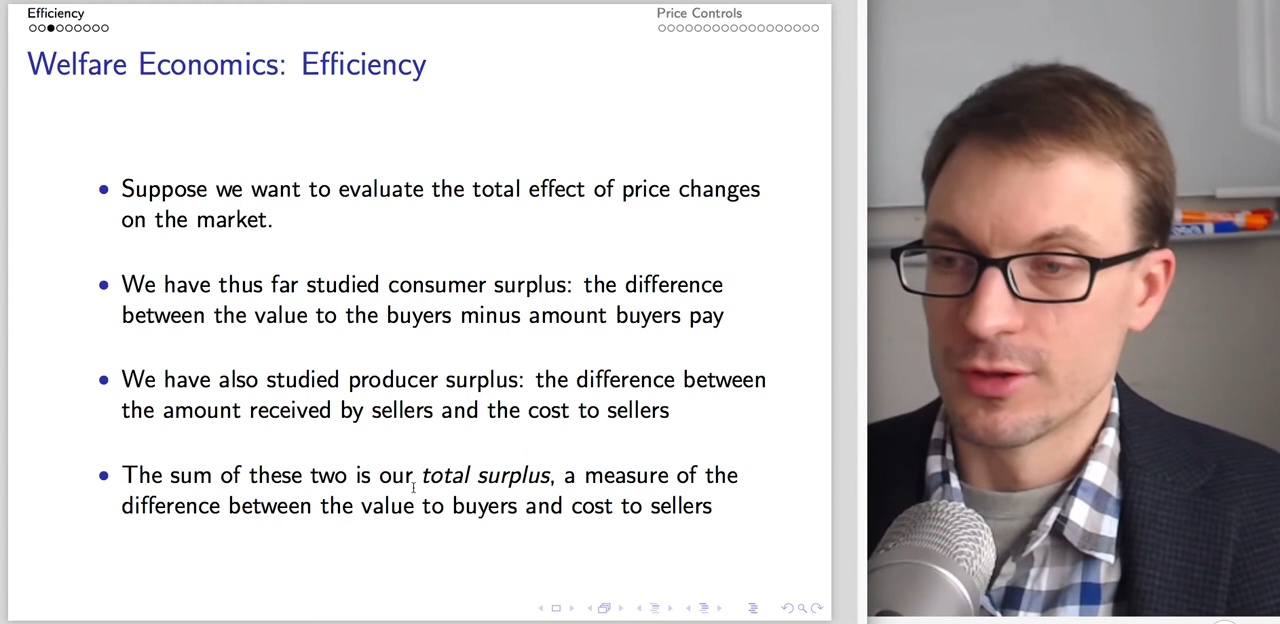 Efficiency
Price Controls
Welfare Economics: Efficiency
• Suppose we want to evaluate the total effect of price changes
on the market.
• We have thus far studied consumer surplus: the difference
between the value to the buyers minus amount buyers pay
• We have also studied producer surplus: the difference between
the amount received by sellers and the cost to sellers
• The sum of these two is our total surplus, a measure of the
difference between the value to buyers and cost to sellers